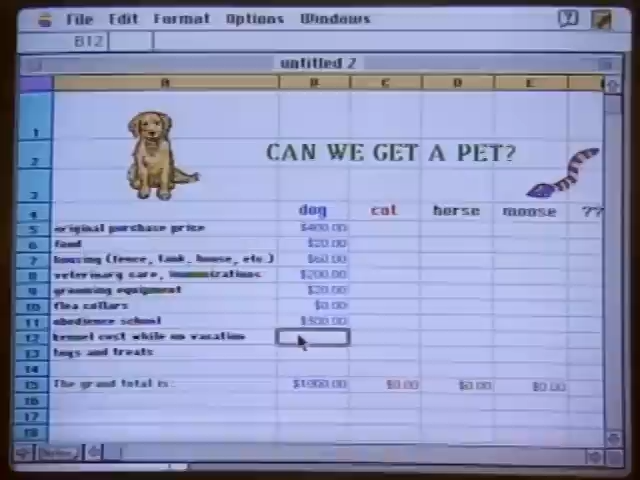 File Edit Format Options Windows
B12
untitled 2
A B C D E
1
2 CAN WE GET A PET?
3
4 dog cat horse moose ??
5 original purchase price $400.00
6 food $20.00
7 housing (fence, tank, house, etc.) $60.00
8 veterinary care, immunizations $200.00
9 grooming equipment $20.00
10 flea collars $0.00
11 obedience school $300.00
12 kennel cost while on vacation
13 toys and treats
14
15 The grand total is: $1000.00 $0.00 $0.00 $0.00
16
17
18